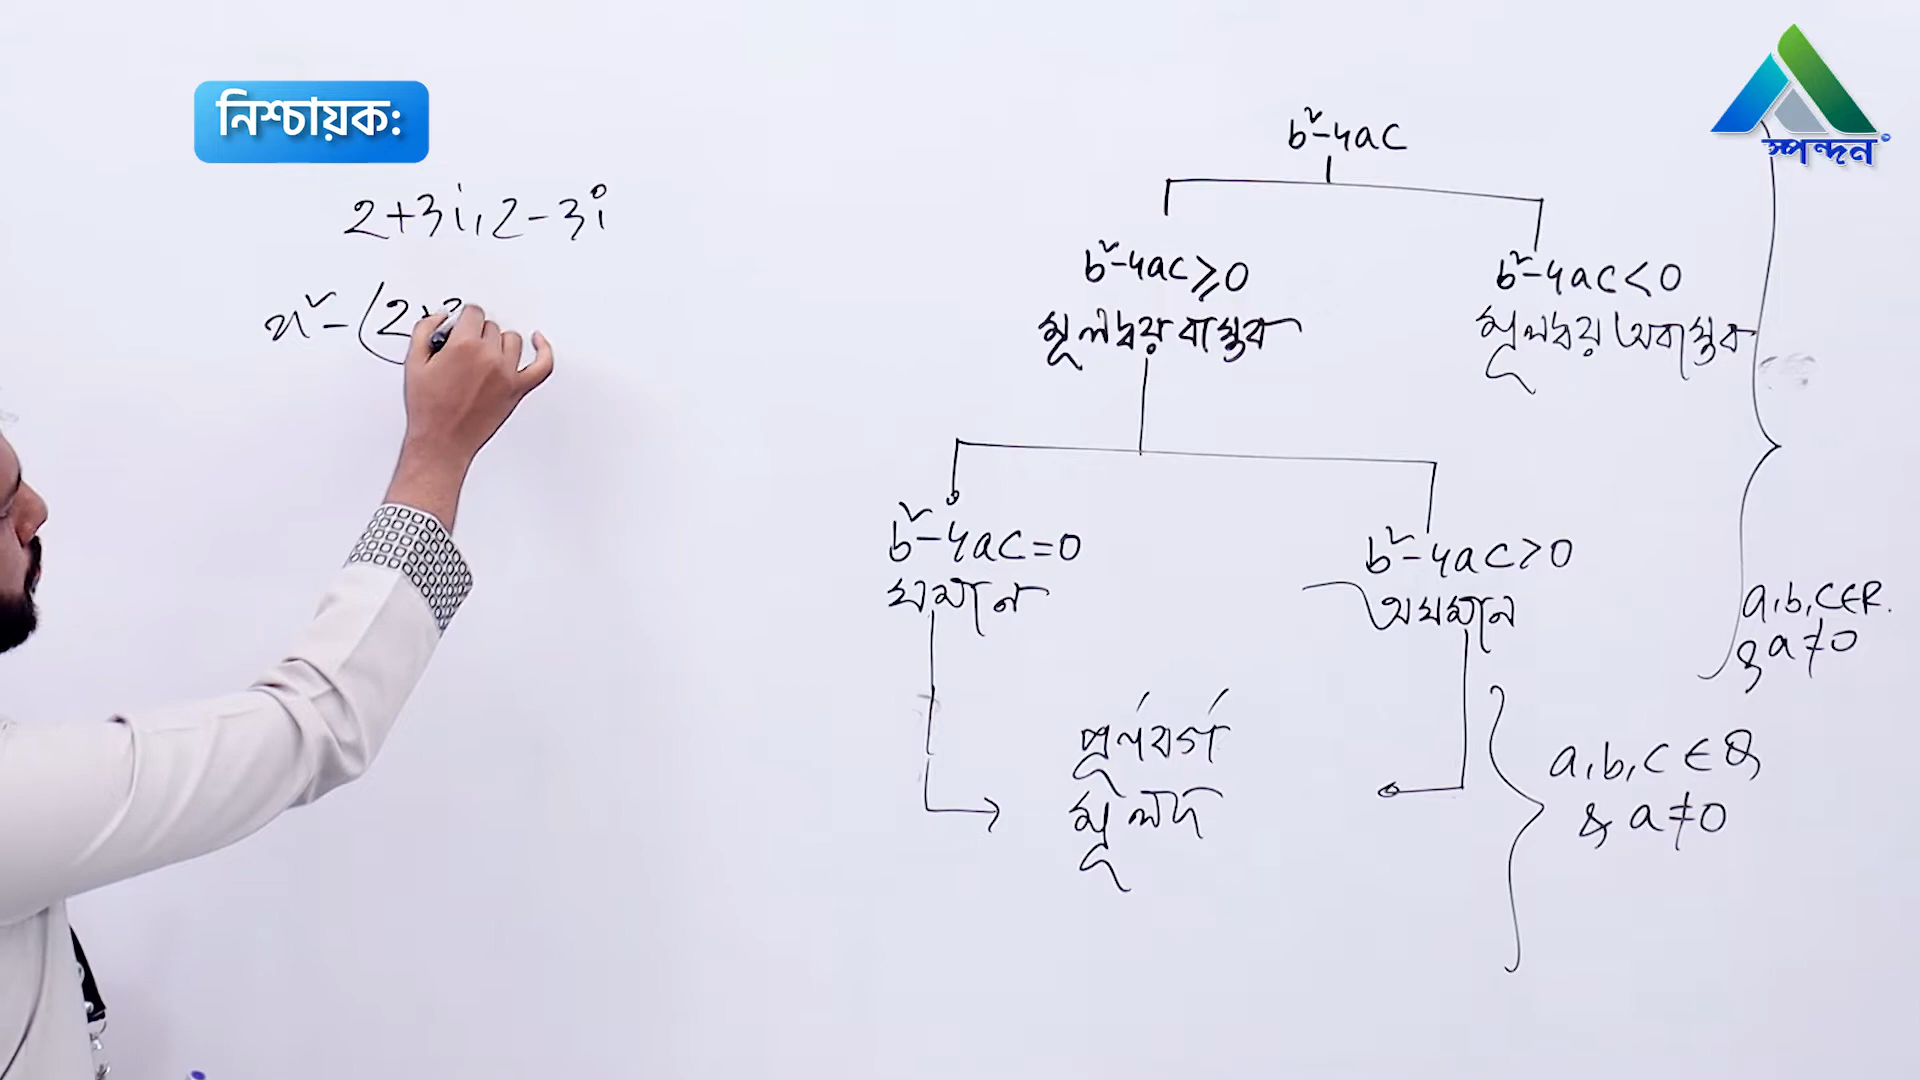 নিশ্চায়ক:
স্পন্দন
2+3i, 2-3i
x²-(2+3
b²-4ac
b²-4ac≥0
মূলদ্বয় বাস্তব
b²-4ac<0
মূলদ্বয় অবাস্তব
b²-4ac=0
সমান
b²-4ac>0
অসমান
a,b,c∈R.
& a≠0
পূর্ণবর্গ
মূলদ
a,b,c∈Q
& a≠0